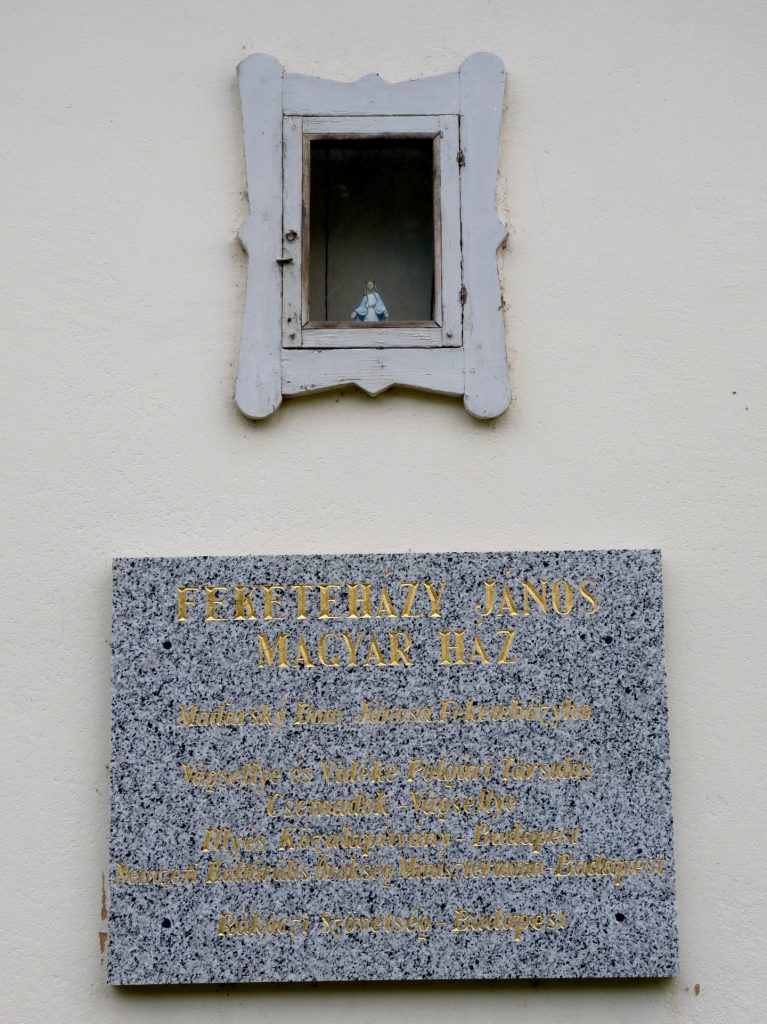 FEKETEHÁZY JÁNOS
MAGYAR HÁZ
Maďarský Dom Jánosa Feketeházyho
Vágsellye és Vidéke Polgári Társulás
Csemadok - Vágsellye
Illyés Közalapítvány - Budapest
Nemzeti Kulturális Örökség Minisztériuma - Budapest
Rákóczi Szövetség - Budapest